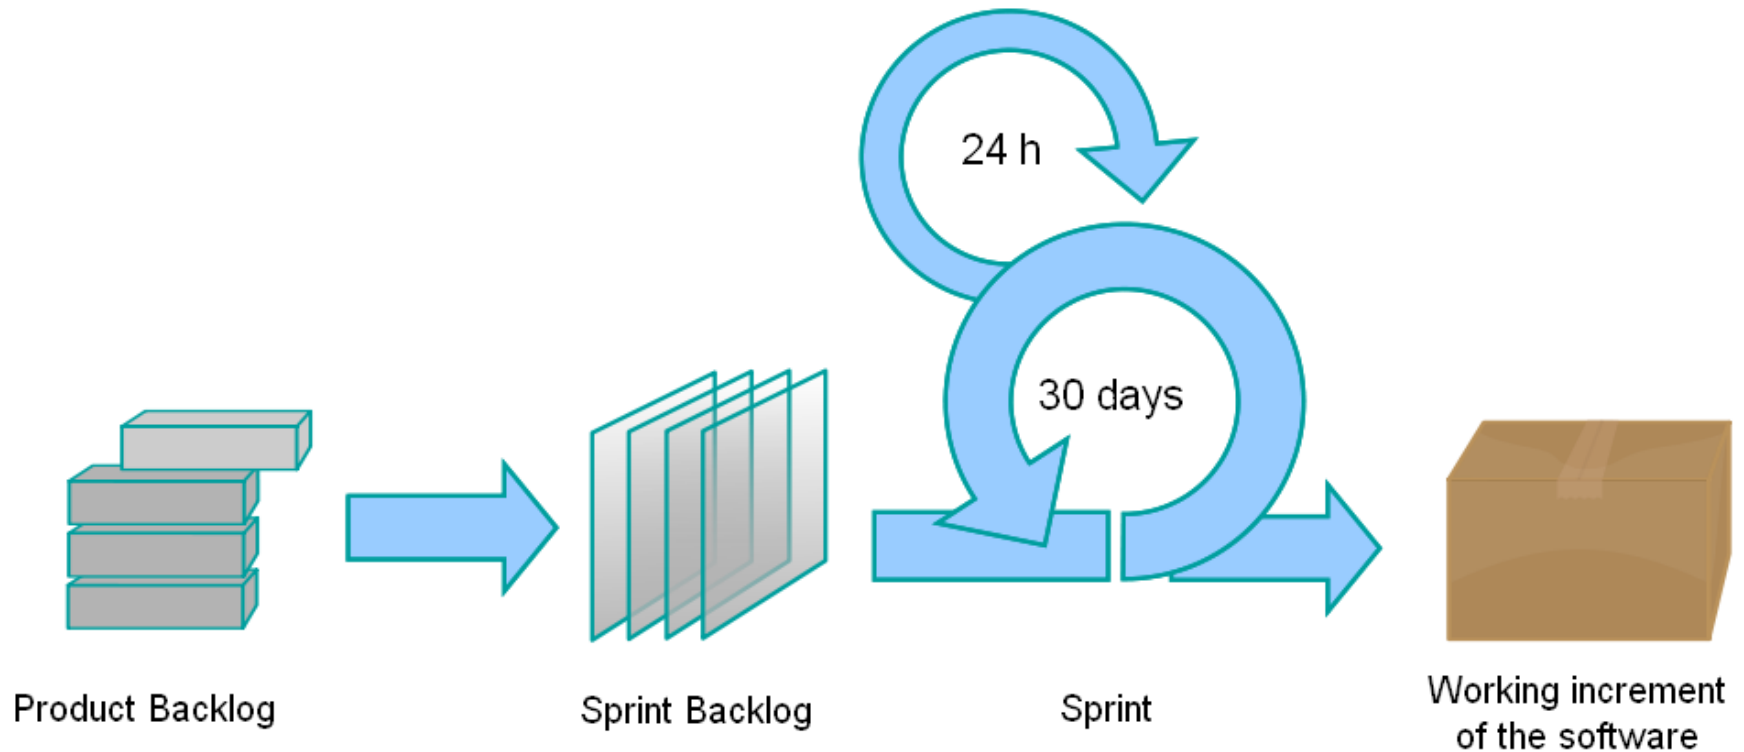 24 h
30 days
Product Backlog
Sprint Backlog
Sprint
Working increment
of the software